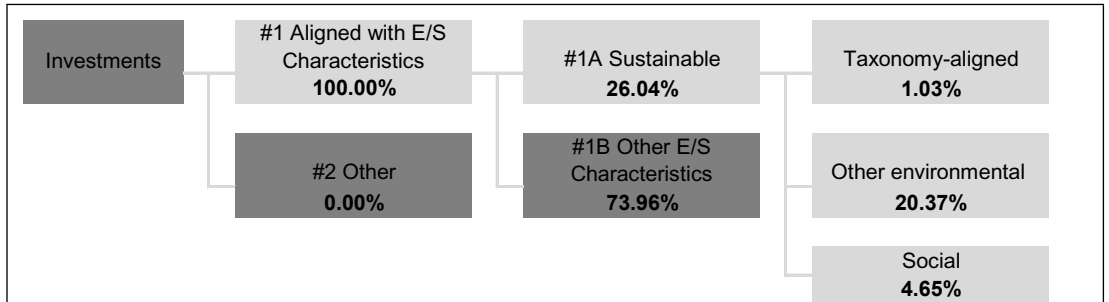 Investments
#1 Aligned with E/S
Characteristics
100.00%
#2 Other
0.00%
#1A Sustainable
26.04%
#1B Other E/S
Characteristics
73.96%
Taxonomy-aligned
1.03%
Other environmental
20.37%
Social
4.65%